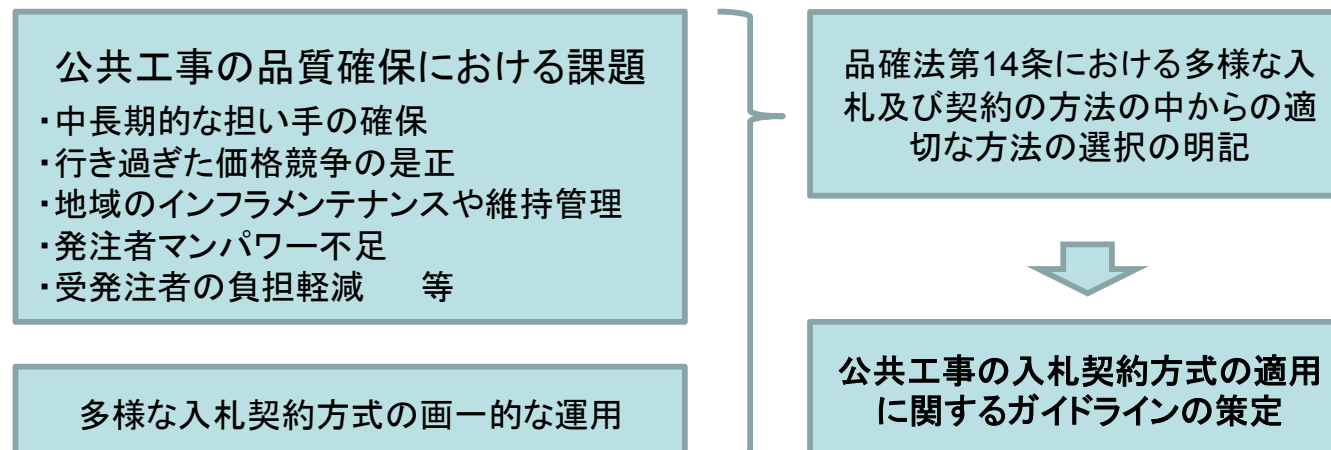 公共工事の品質確保における課題
・中長期的な担い手の確保
・行き過ぎた価格競争の是正
・地域のインフラメンテナンスや維持管理
・発注者マンパワー不足
・受発注者の負担軽減　　等
多様な入札契約方式の画一的な運用
品確法第14条における多様な入
札及び契約の方法の中からの適
切な方法の選択の明記
公共工事の入札契約方式の適用
に関するガイドラインの策定